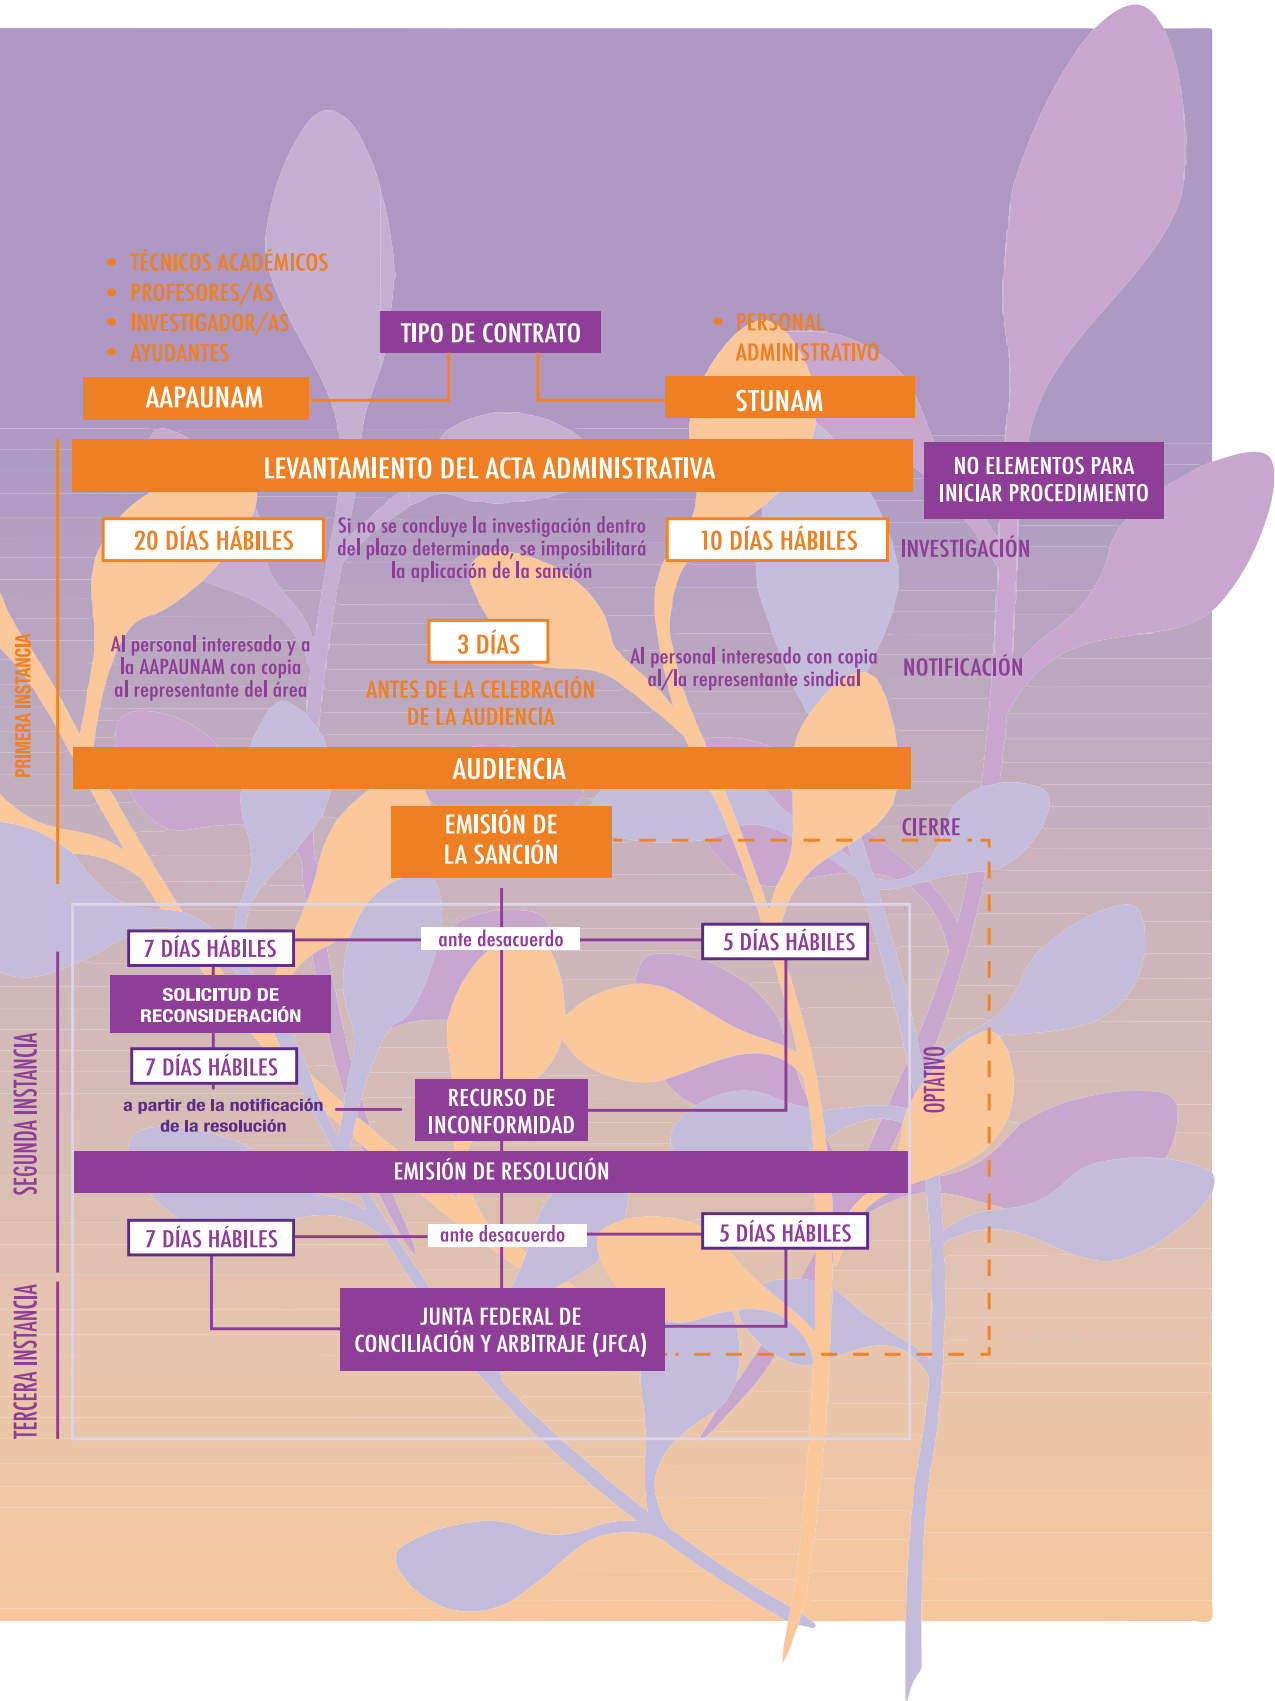 • TÉCNICOS ACADÉMICOS
• PROFESORES/AS
• INVESTIGADOR/AS
• AYUDANTES
TIPO DE CONTRATO
• PERSONAL
ADMINISTRATIVO
AAPAUNAM
STUNAM
LEVANTAMIENTO DEL ACTA ADMINISTRATIVA
NO ELEMENTOS PARA
INICIAR PROCEDIMIENTO
20 DÍAS HÁBILES
Si no se concluye la investigación dentro
del plazo determinado, se imposibilitará
la aplicación de la sanción
10 DÍAS HÁBILES
INVESTIGACIÓN
PRIMERA INSTANCIA
Al personal interesado y a
la AAPAUNAM con copia
al representante del área
3 DÍAS
ANTES DE LA CELEBRACIÓN
DE LA AUDIENCIA
Al personal interesado con copia
al/la representante sindical
NOTIFICACIÓN
AUDIENCIA
EMISIÓN DE
LA SANCIÓN
CIERRE
7 DÍAS HÁBILES
ante desacuerdo
5 DÍAS HÁBILES
SOLICITUD DE
RECONSIDERACIÓN
7 DÍAS HÁBILES
a partir de la notificación
de la resolución
RECURSO DE
INCONFORMIDAD
OPTATIVO
SEGUNDA INSTANCIA
EMISIÓN DE RESOLUCIÓN
7 DÍAS HÁBILES
ante desacuerdo
5 DÍAS HÁBILES
TERCERA INSTANCIA
JUNTA FEDERAL DE
CONCILIACIÓN Y ARBITRAJE (JFCA)